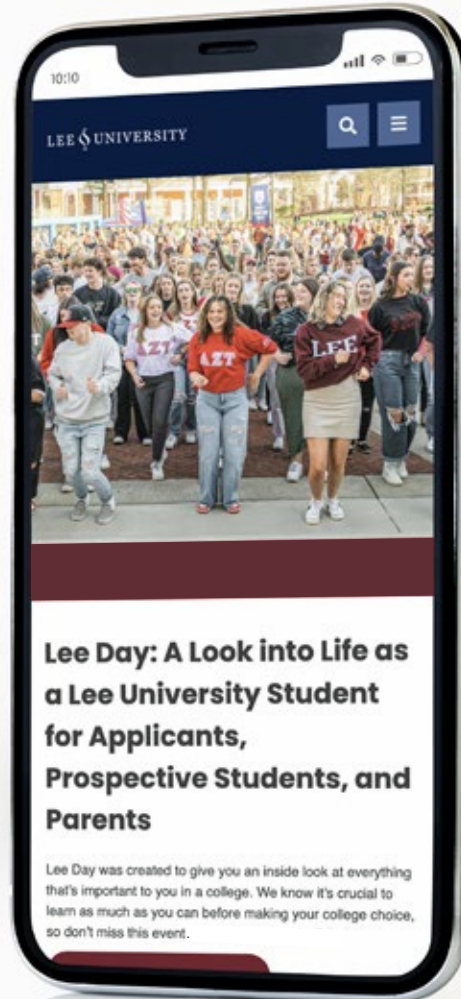 10:10
LEE UNIVERSITY
ΔZT
ΔZT
LEE
Lee Day: A Look into Life as
a Lee University Student
for Applicants,
Prospective Students, and
Parents
Lee Day was created to give you an inside look at everything
that's important to you in a college. We know it's crucial to
learn as much as you can before making your college choice,
so don't miss this event.